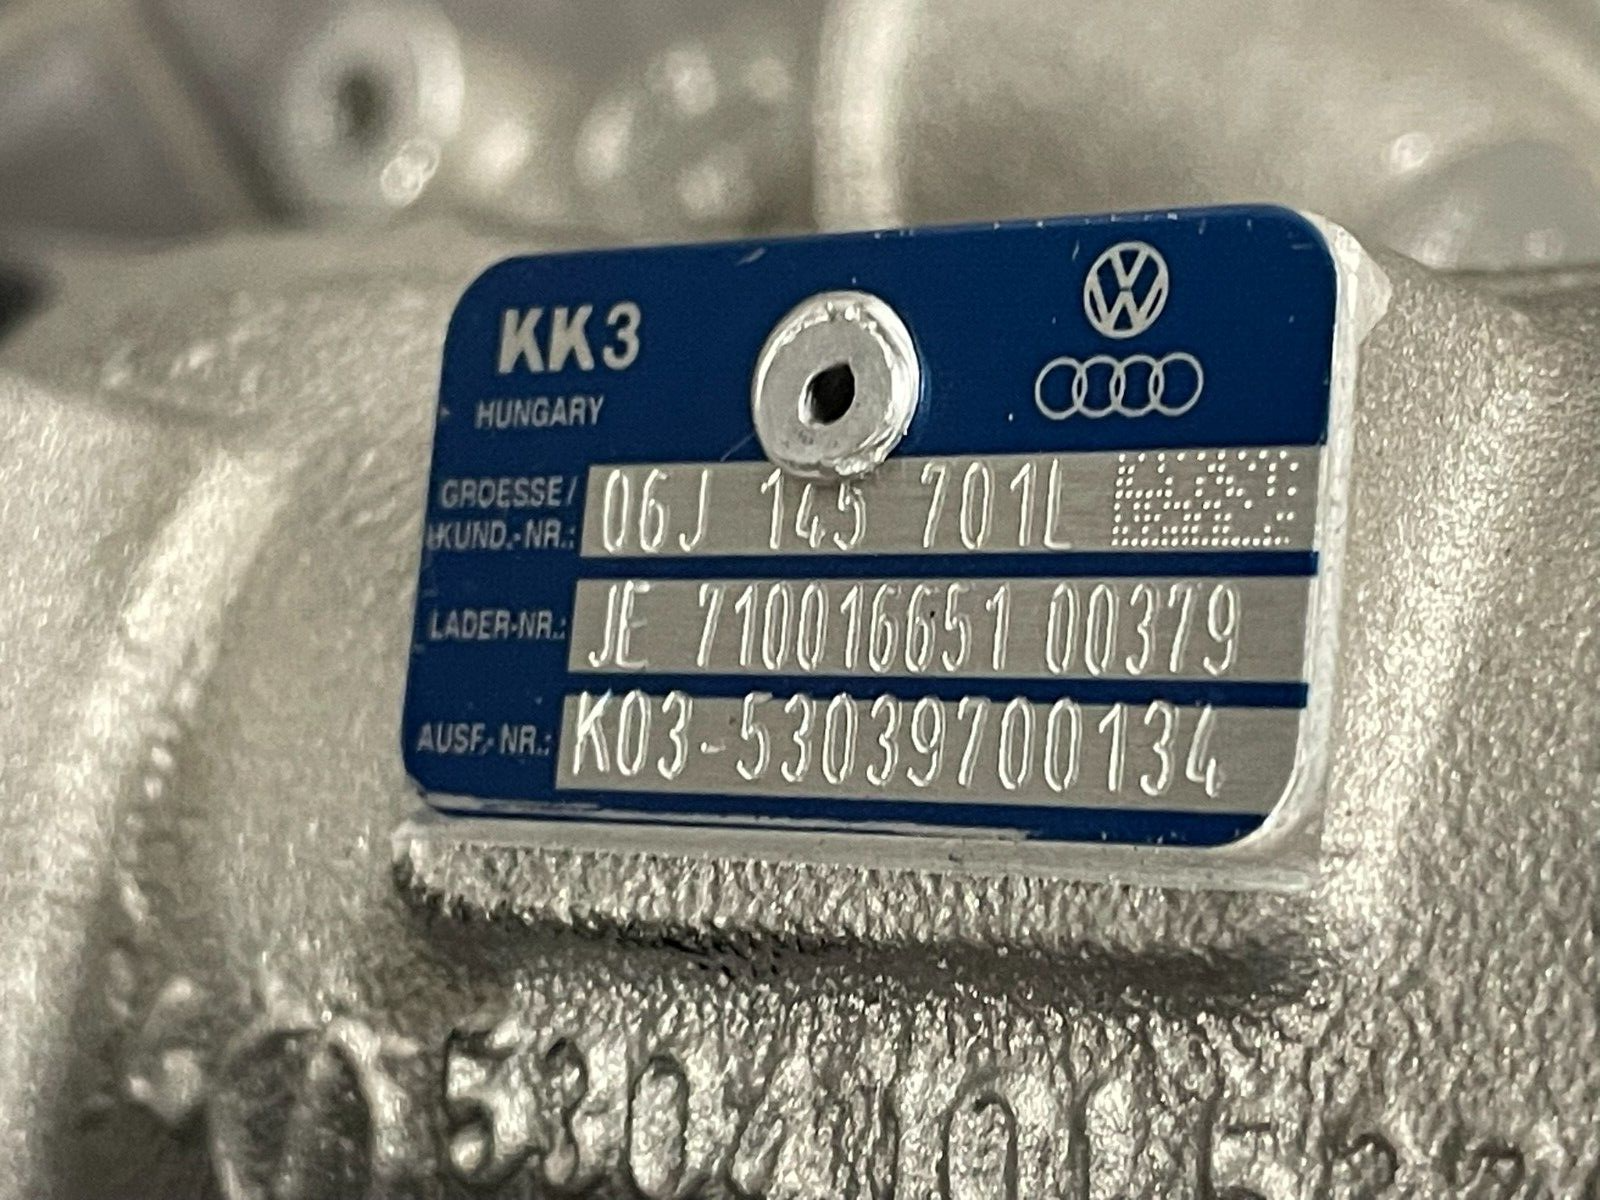 KK3
HUNGARY
GROESSE/
KUND.-NR.:
06J 145 701L
LADER-NR.:
JE 710016651 00379
AUSF.-NR.:
K03-53039700134